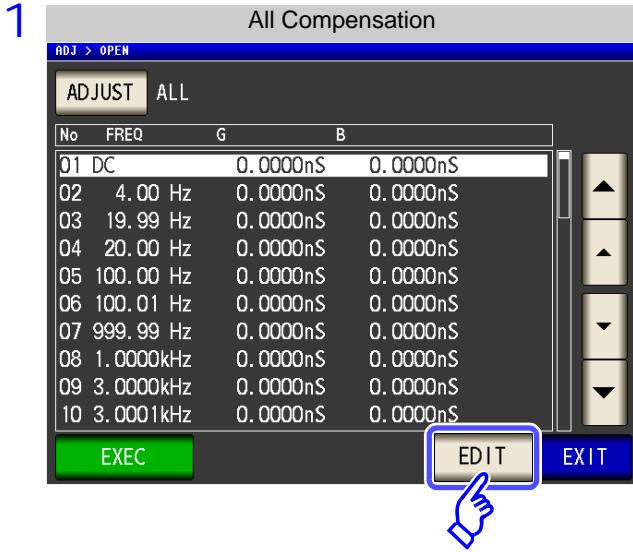 1
All Compensation
ADJ > OPEN
ADJUST ALL
No FREQ G B
01 DC 0.0000nS 0.0000nS
02 4.00 Hz 0.0000nS 0.0000nS
03 19.99 Hz 0.0000nS 0.0000nS
04 20.00 Hz 0.0000nS 0.0000nS
05 100.00 Hz 0.0000nS 0.0000nS
06 100.01 Hz 0.0000nS 0.0000nS
07 999.99 Hz 0.0000nS 0.0000nS
08 1.0000kHz 0.0000nS 0.0000nS
09 3.0000kHz 0.0000nS 0.0000nS
10 3.0001kHz 0.0000nS 0.0000nS
EXEC EDIT EXIT